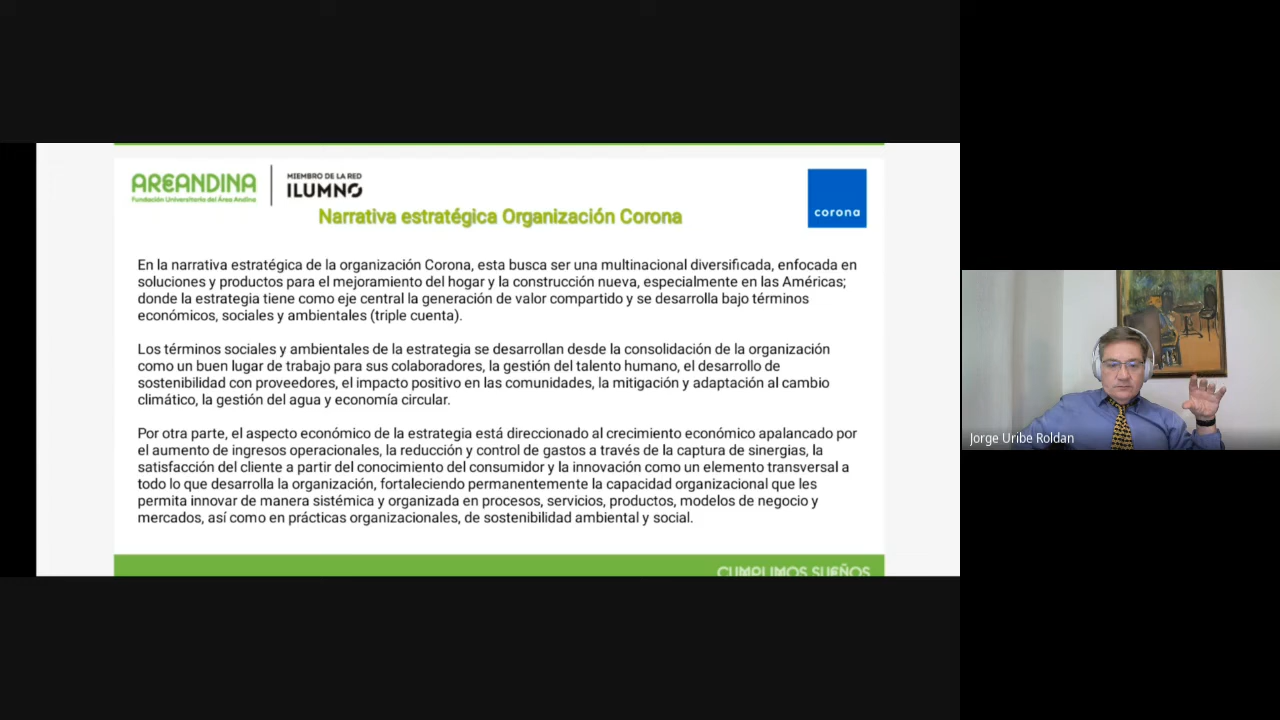 AREANDINA
Fundación Universitaria del Área Andina
MIEMBRO DE LA RED
ILUMNO
corona
Narrativa estratégica Organización Corona
En la narrativa estratégica de la organización Corona, esta busca ser una multinacional diversificada, enfocada en
soluciones y productos para el mejoramiento del hogar y la construcción nueva, especialmente en las Américas;
donde la estrategia tiene como eje central la generación de valor compartido y se desarrolla bajo términos
económicos, sociales y ambientales (triple cuenta).
Los términos sociales y ambientales de la estrategia se desarrollan desde la consolidación de la organización
como un buen lugar de trabajo para sus colaboradores, la gestión del talento humano, el desarrollo de
sostenibilidad con proveedores, el impacto positivo en las comunidades, la mitigación y adaptación al cambio
climático, la gestión del agua y economía circular.
Por otra parte, el aspecto económico de la estrategia está direccionado al crecimiento económico apalancado por
el aumento de ingresos operacionales, la reducción y control de gastos a través de la captura de sinergias, la
satisfacción del cliente a partir del conocimiento del consumidor y la innovación como un elemento transversal a
todo lo que desarrolla la organización, fortaleciendo permanentemente la capacidad organizacional que les
permita innovar de manera sistémica y organizada en procesos, servicios, productos, modelos de negocio y
mercados, así como en prácticas organizacionales, de sostenibilidad ambiental y social.
CUMPLIMOS SUEÑOS
Jorge Uribe Roldan